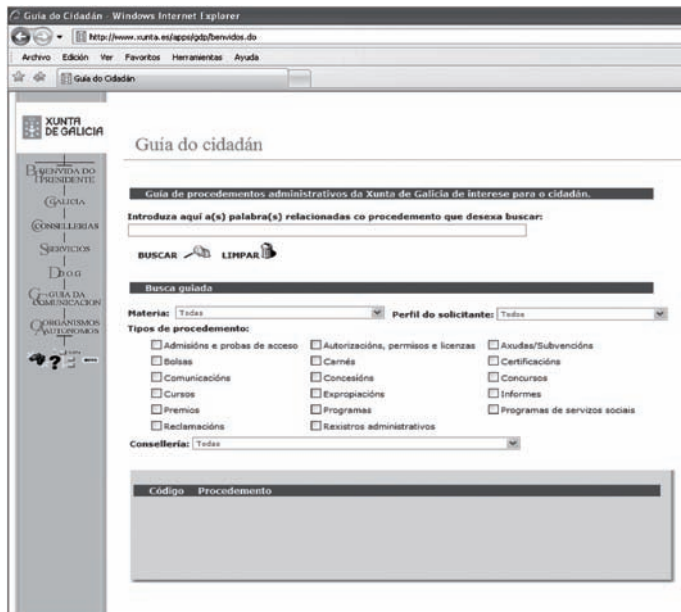 Guía do Cidadán - Windows Internet Explorer
http://www.xunta.es/apps/gdp/benvidos.do
Archivo Edición Ver Favoritos Herramientas Ayuda
Guía do Cidadán
XUNTA
DE GALICIA
Guía do cidadán
BENVIDA DO
PRESIDENTE
GALICIA
CONSELLERIAS
SERVICIOS
DOG
GUIA DA
COMUNICACION
ORGANISMOS
AUTONOMOS
Guía de procedementos administrativos da Xunta de Galicia de interese para o cidadán.
Introduza aquí a(s) palabra(s) relacionadas co procedemento que desexa buscar:
BUSCAR LIMPAR
Busca guiada
Materia: Todas Perfil do solicitante: Todos
Tipos de procedemento:
Admisións e probas de acceso Autorizacións, permisos e licenzas Axudas/Subvencións
Bolsas Carnés Certificacións
Comunicacións Concesións Concursos
Cursos Expropiacións Informes
Premios Programas Programas de servizos sociais
Reclamacións Rexistros administrativos
Consellería: Todas
Código Procedemento